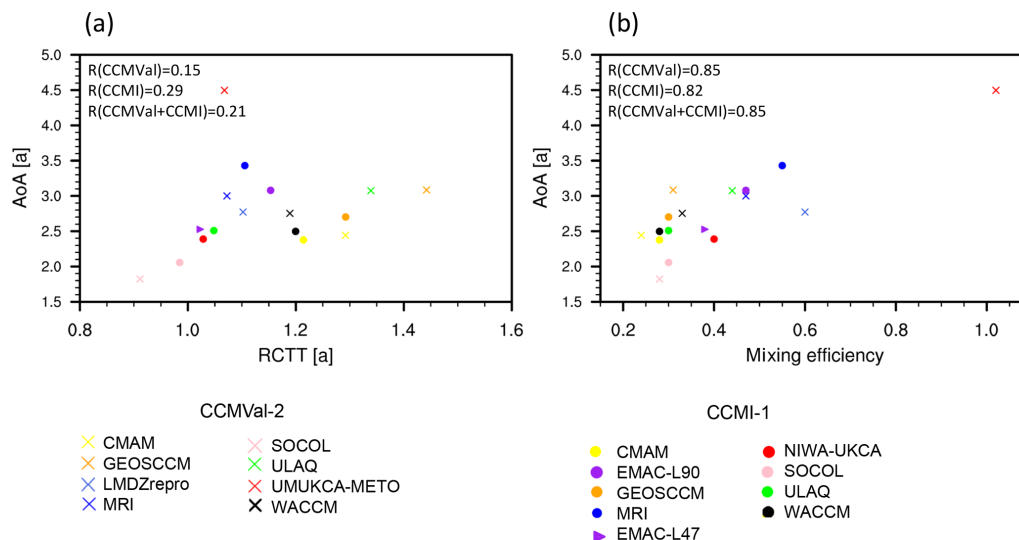 (a)
(b)
R(CCMVal)=0.15
R(CCMI)=0.29
R(CCMVal+CCMI)=0.21
AoA [a]
5.0
4.5
4.0
3.5
3.0
2.5
2.0
1.5
0.8
1.0
1.2
1.4
1.6
RCTT [a]
R(CCMVal)=0.85
R(CCMI)=0.82
R(CCMVal+CCMI)=0.85
AoA [a]
5.0
4.5
4.0
3.5
3.0
2.5
2.0
1.5
0.2
0.4
0.6
0.8
1.0
Mixing efficiency
CCMVal-2
CMAM
GEOSCCM
LMDZrepro
MRI
SOCOL
ULAQ
UMUKCA-METO
WACCM
CCMI-1
CMAM
EMAC-L90
GEOSCCM
MRI
EMAC-L47
NIWA-UKCA
SOCOL
ULAQ
WACCM